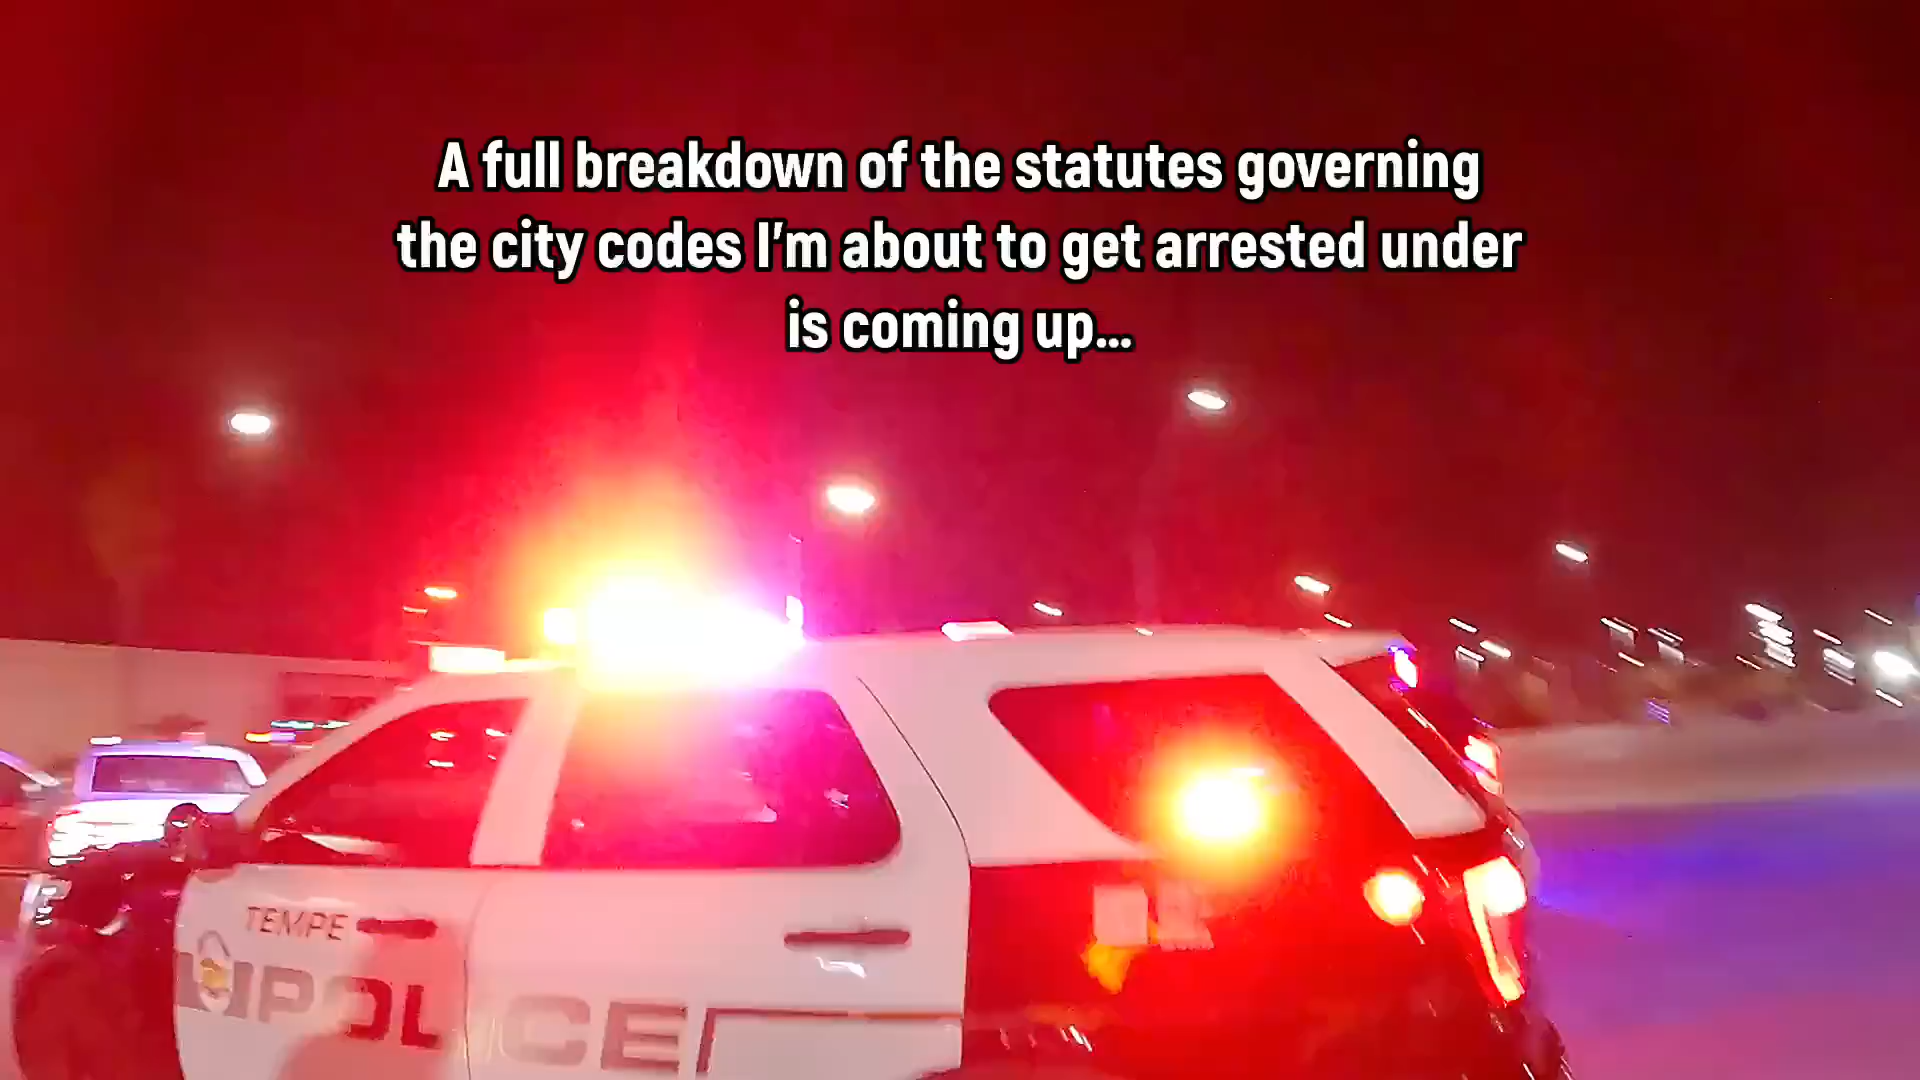 A full breakdown of the statutes governing
the city codes I'm about to get arrested under
is coming up...
TEMPE
POLICE